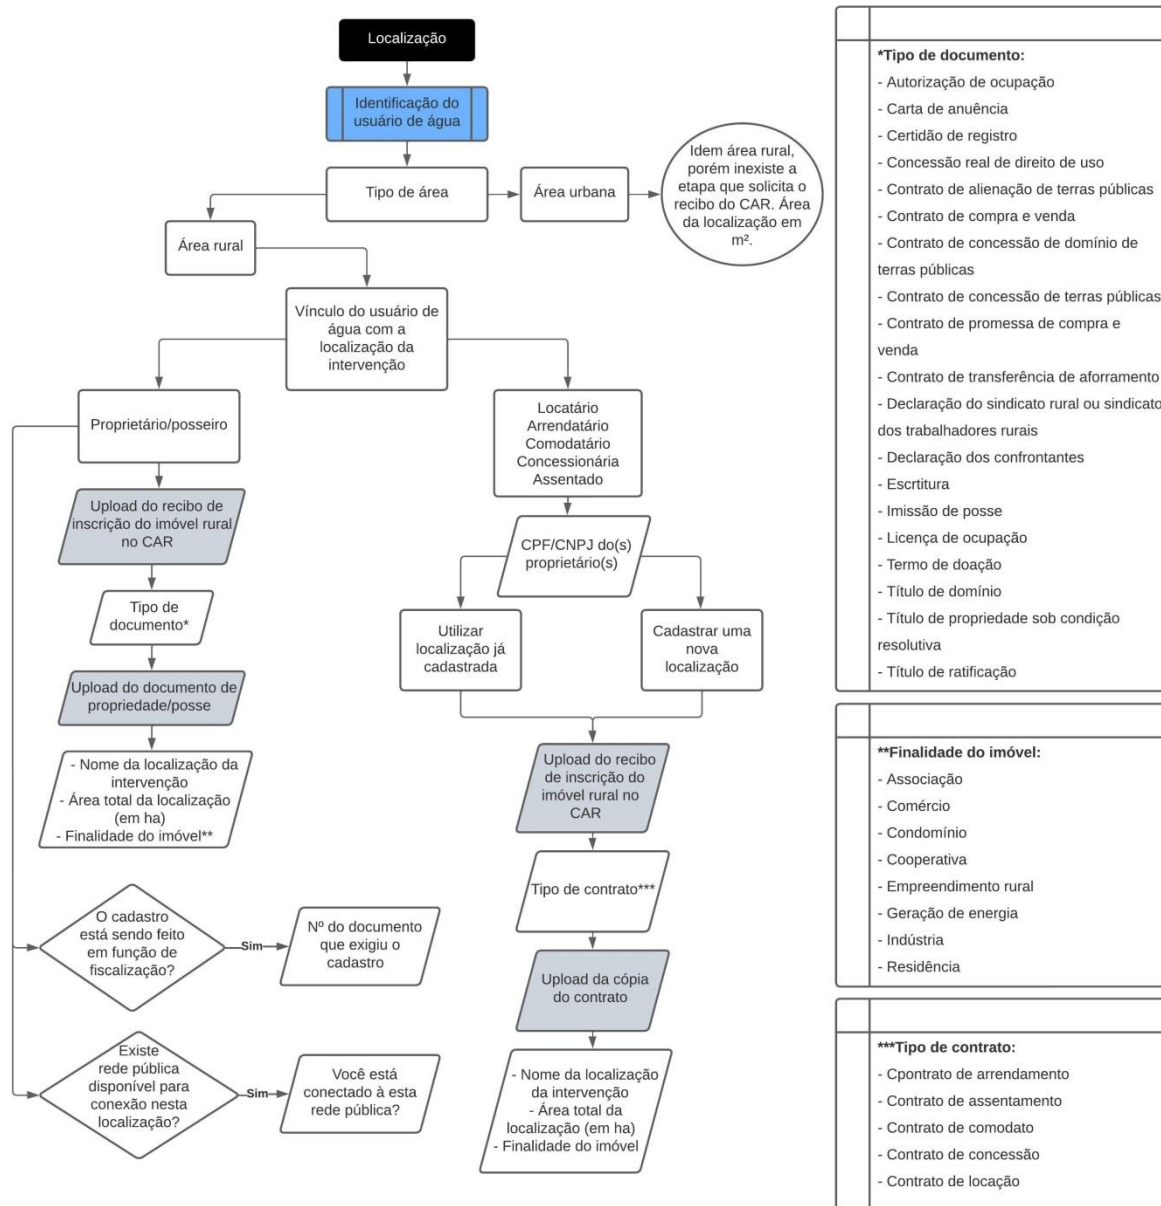 Localização
Identificação do
usuário de água
Tipo de área
Área urbana
Idem área rural,
porém inexiste a
etapa que solicita o
recibo do CAR. Área
da localização em
m².
Área rural
Vínculo do usuário de
água com a
localização da
intervenção
Proprietário/posseiro
Locatário
Arrendatário
Comodatário
Concessionária
Assentado
Upload do recibo de
inscrição do imóvel rural
no CAR
CPF/CNPJ do(s)
proprietário(s)
Tipo de
documento*
Utilizar
localização já
cadastrada
Cadastrar uma
nova
localização
Upload do documento de
propriedade/posse
- Nome da localização da
intervenção
- Área total da localização
(em ha)
- Finalidade do imóvel**
Upload do recibo
de inscrição do
imóvel rural no
CAR
Tipo de contrato***
O cadastro
está sendo feito
em função de
fiscalização?
Sim
Nº do documento
que exigiu o
cadastro
Upload da cópia
do contrato
Existe
rede pública
disponível para
conexão nesta
localização?
Sim
Você está
conectado à esta
rede pública?
- Nome da localização
da intervenção
- Área total da
localização (em ha)
- Finalidade do imóvel
*Tipo de documento:
- Autorização de ocupação
- Carta de anuência
- Certidão de registro
- Concessão real de direito de uso
- Contrato de alienação de terras públicas
- Contrato de compra e venda
- Contrato de concessão de domínio de
terras públicas
- Contrato de concessão de terras públicas
- Contrato de promessa de compra e
venda
- Contrato de transferência de aforramento
- Declaração do sindicato rural ou sindicato
dos trabalhadores rurais
- Declaração dos confrontantes
- Escrtitura
- Imissão de posse
- Licença de ocupação
- Termo de doação
- Título de domínio
- Título de propriedade sob condição
resolutiva
- Título de ratificação
**Finalidade do imóvel:
- Associação
- Comércio
- Condomínio
- Cooperativa
- Empreendimento rural
- Geração de energia
- Indústria
- Residência
***Tipo de contrato:
- Cpontrato de arrendamento
- Contrato de assentamento
- Contrato de comodato
- Contrato de concessão
- Contrato de locação